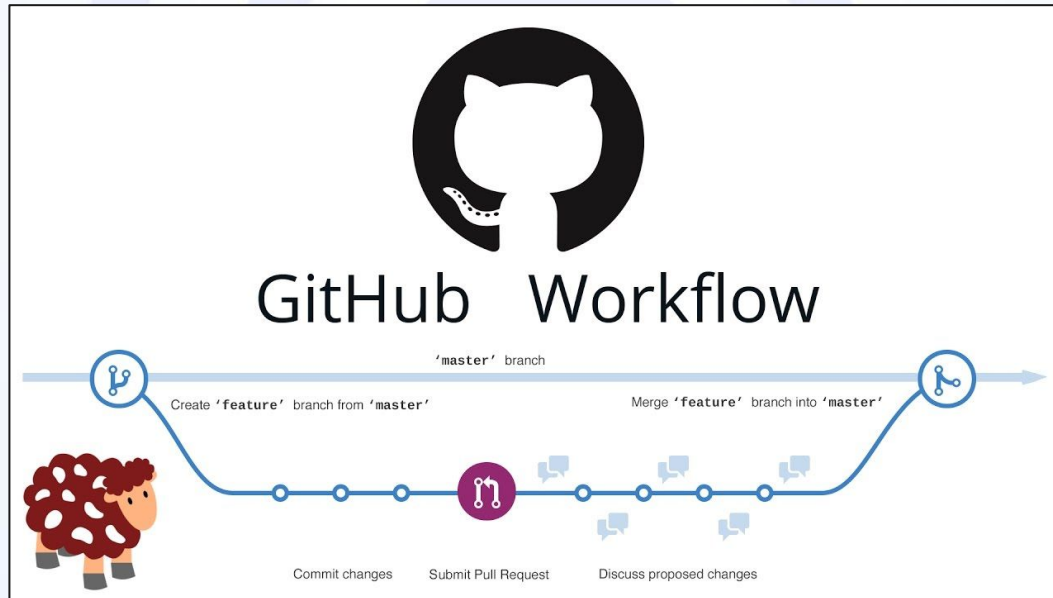 GitHub Workflow
‘master’ branch
Create ‘feature’ branch from ‘master’
Merge ‘feature’ branch into ‘master’
Commit changes
Submit Pull Request
Discuss proposed changes